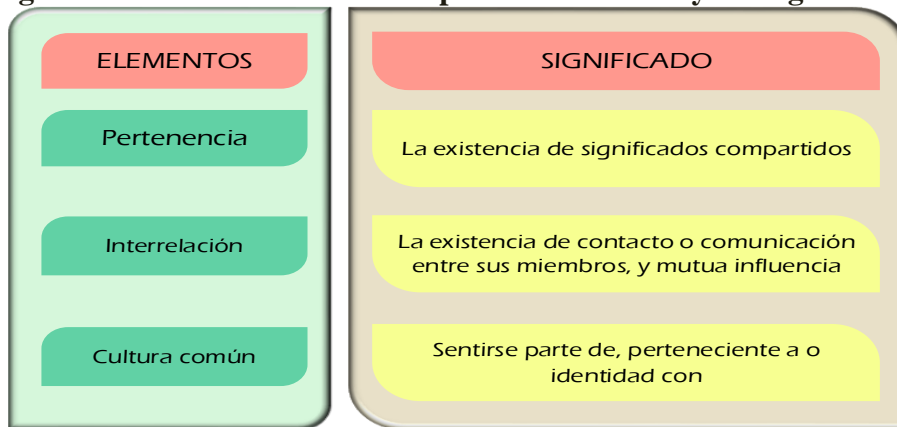 ELEMENTOS
SIGNIFICADO
Pertenencia
La existencia de significados compartidos
Interrelación
La existencia de contacto o comunicación
entre sus miembros, y mutua influencia
Cultura común
Sentirse parte de, perteneciente a o
identidad con